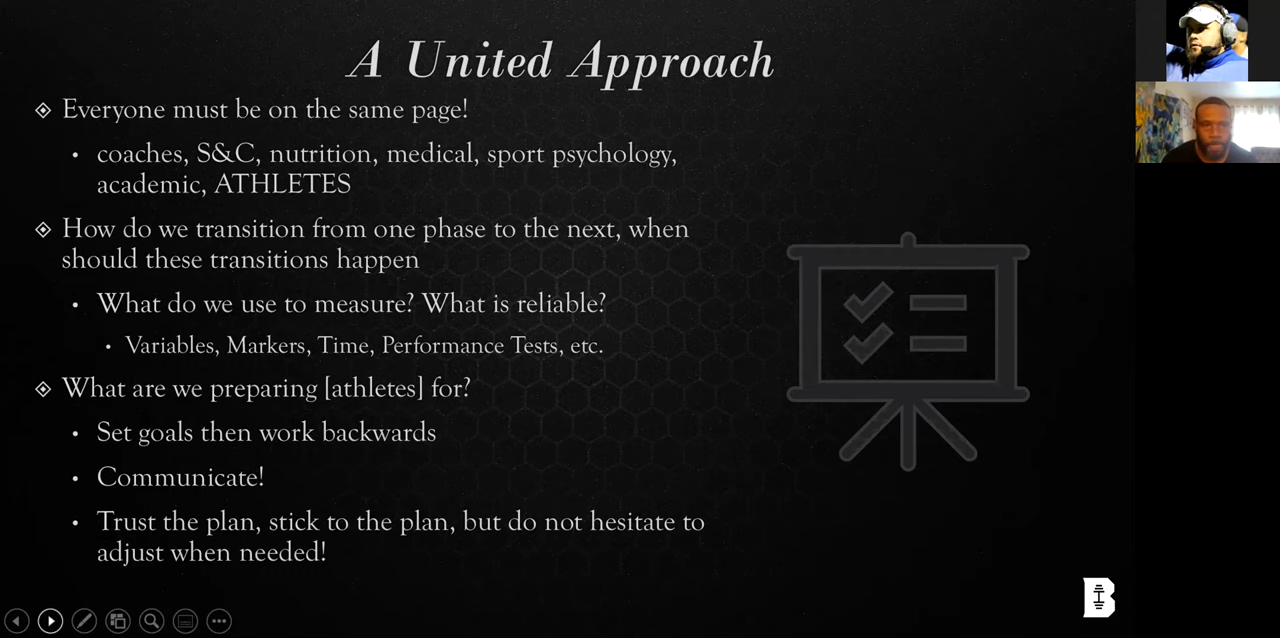 A United Approach
Everyone must be on the same page!
coaches, S&C, nutrition, medical, sport psychology,
academic, ATHLETES
How do we transition from one phase to the next, when
should these transitions happen
What do we use to measure? What is reliable?
Variables, Markers, Time, Performance Tests, etc.
What are we preparing [athletes] for?
Set goals then work backwards
Communicate!
Trust the plan, stick to the plan, but do not hesitate to
adjust when needed!
B